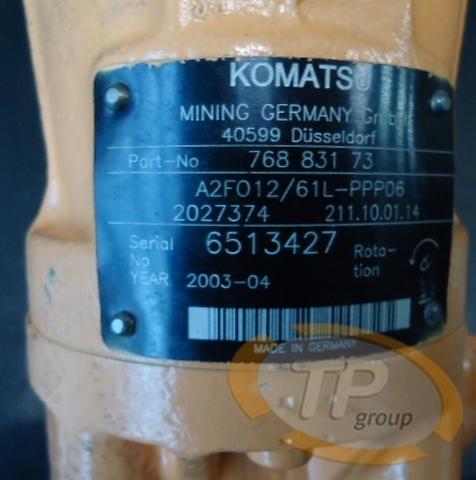 KOMATSU
MINING GERMANY GmbH
40599 Düsseldorf
Part-No 768 831 73
A2FO12/61L-PPP06
2027374 211.10.01.14
Serial No 6513427 Rota-tion
YEAR 2003-04
MADE IN GERMANY
TP
group